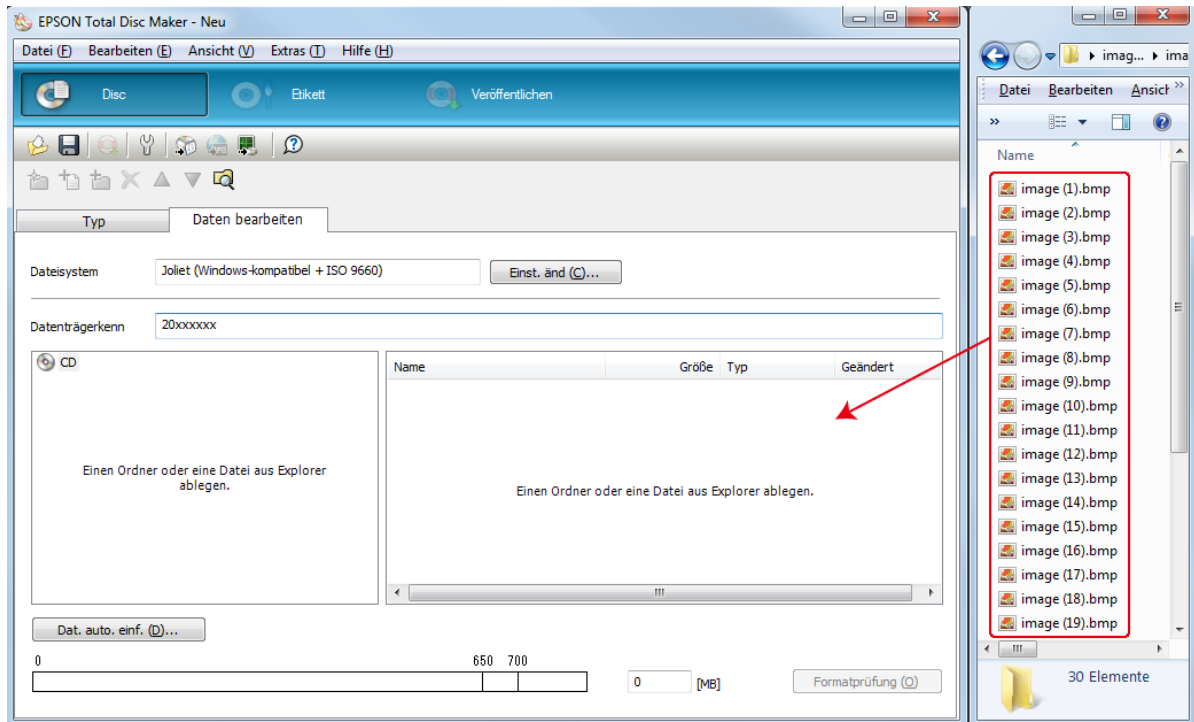 EPSON Total Disc Maker - Neu
Datei (F) Bearbeiten (E) Ansicht (V) Extras (T) Hilfe (H)
Disc Etikett Veröffentlichen
Typ Daten bearbeiten
Dateisystem Joliet (Windows-kompatibel + ISO 9660) Einst. änd (C)...
Datenträgerkenn 20xxxxxx
CD
Einen Ordner oder eine Datei aus Explorer
ablegen.
Name Größe Typ Geändert
Einen Ordner oder eine Datei aus Explorer ablegen.
Dat. auto. einf. (D)...
0 650 700
0 [MB] Formatprüfung (O)
imag... ima
Datei Bearbeiten Ansich »
»
Name
image (1).bmp
image (2).bmp
image (3).bmp
image (4).bmp
image (5).bmp
image (6).bmp
image (7).bmp
image (8).bmp
image (9).bmp
image (10).bmp
image (11).bmp
image (12).bmp
image (13).bmp
image (14).bmp
image (15).bmp
image (16).bmp
image (17).bmp
image (18).bmp
image (19).bmp
30 Elemente